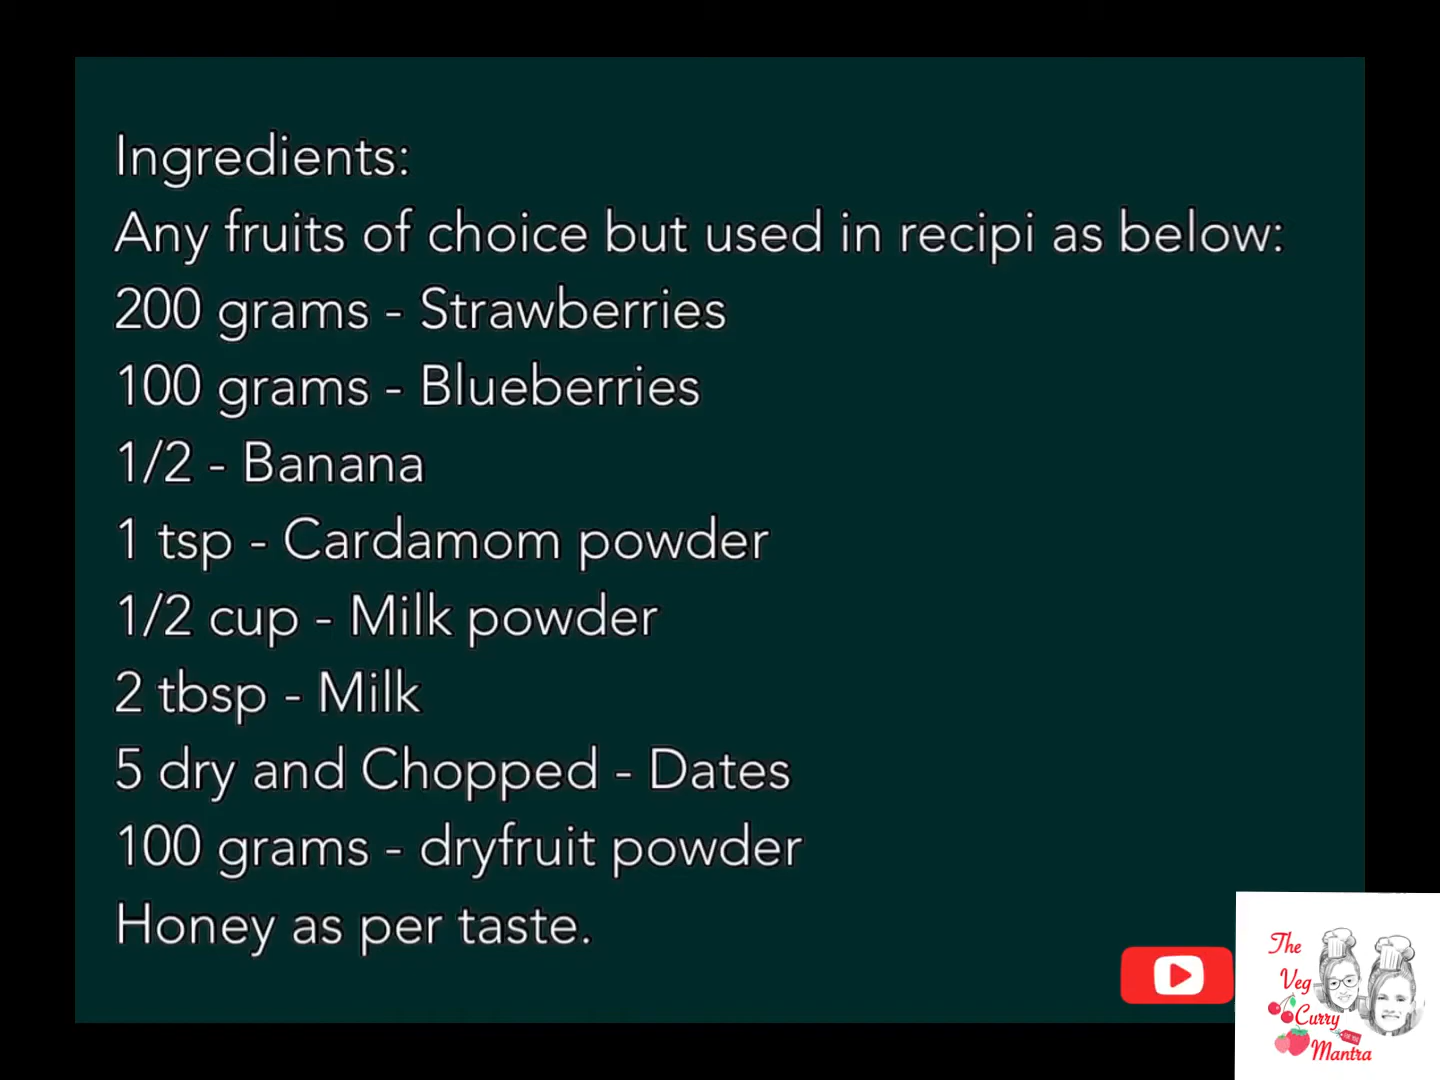 Ingredients:
Any fruits of choice but used in recipi as below:
200 grams - Strawberries
100 grams - Blueberries
1/2 - Banana
1 tsp - Cardamom powder
1/2 cup - Milk powder
2 tbsp - Milk
5 dry and Chopped - Dates
100 grams - dryfruit powder
Honey as per taste.
The
Veg
Curry
Mantra